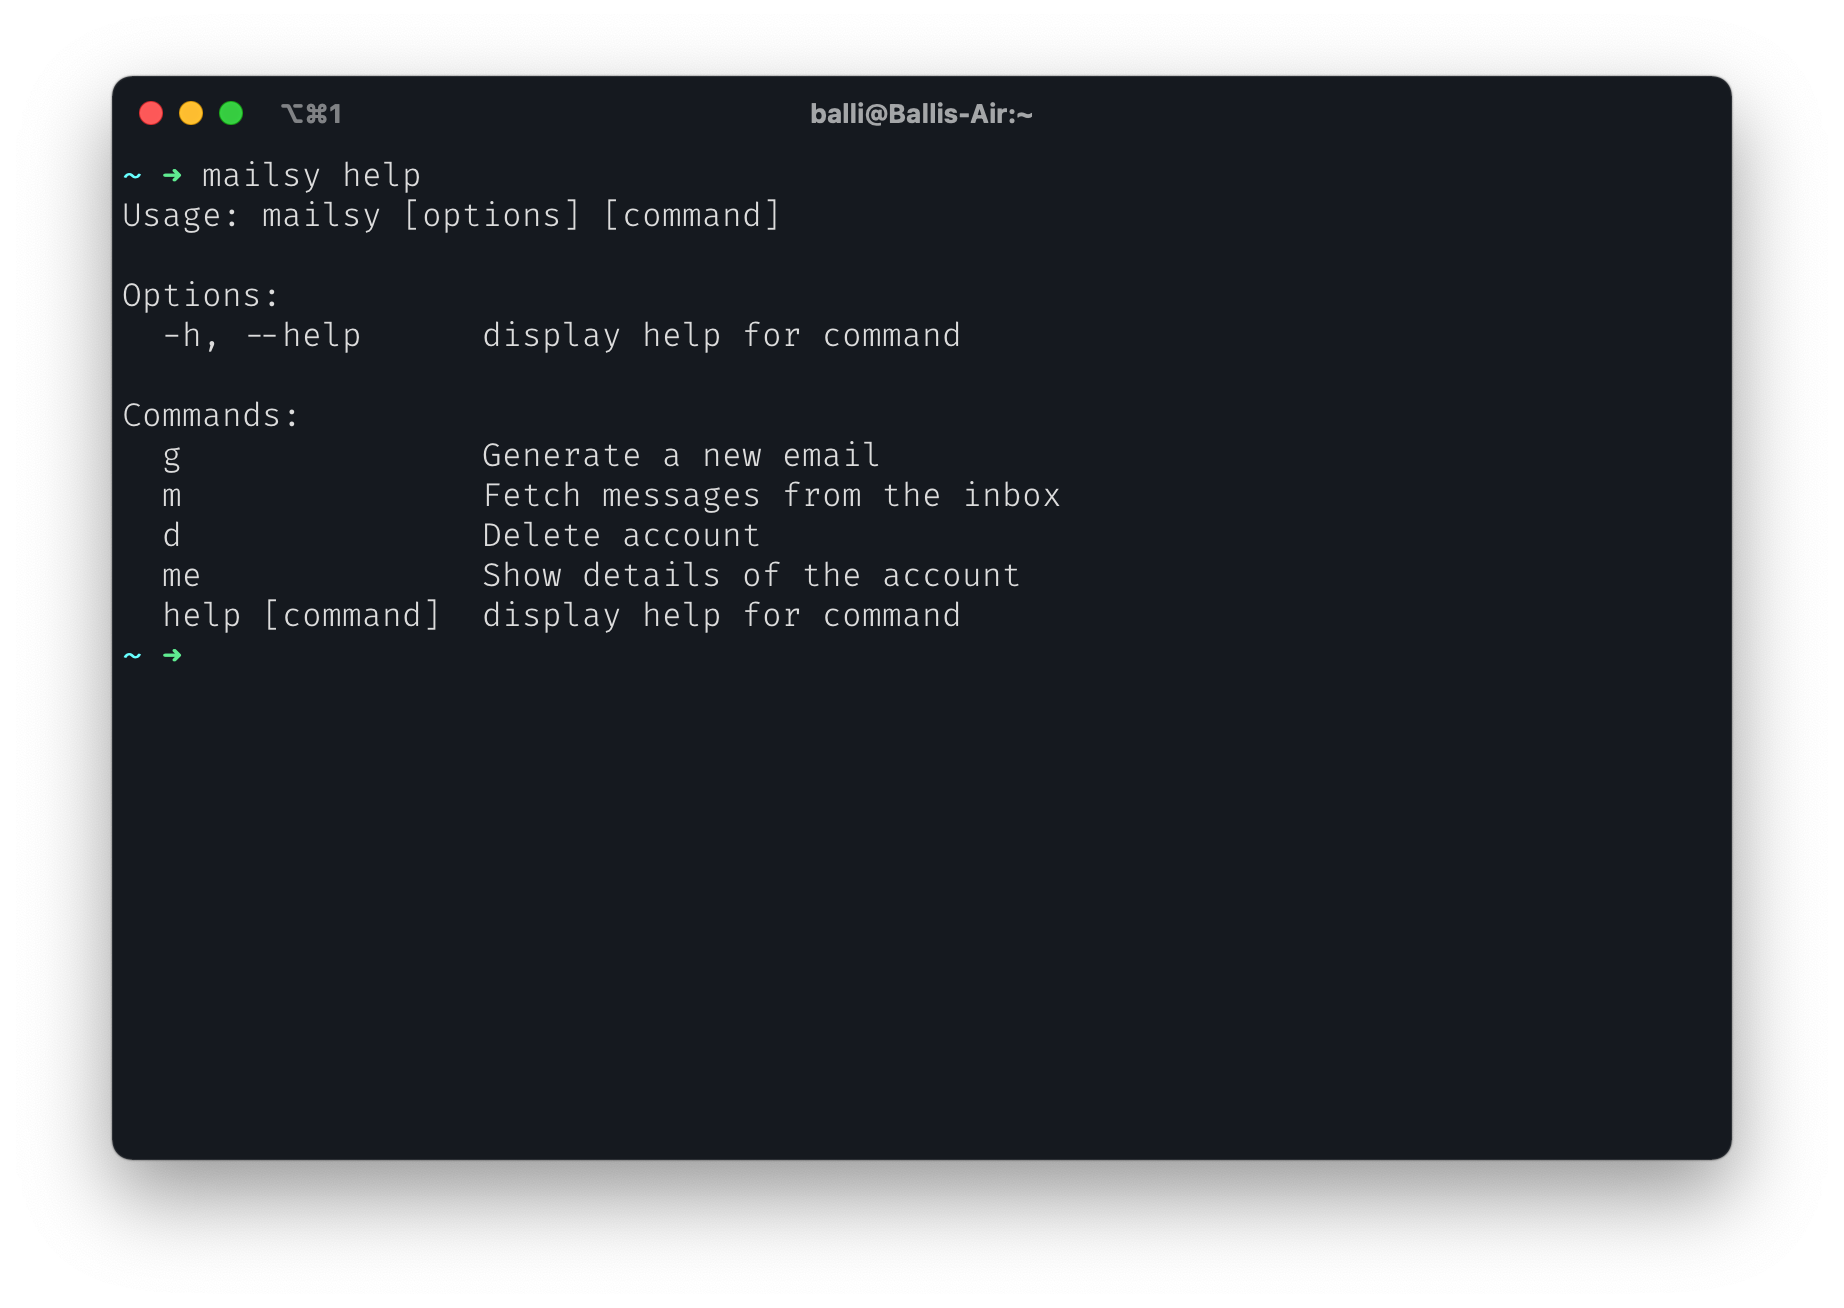 ⌥⌘1
balli@Ballis-Air:~
~ ➜ mailsy help
Usage: mailsy [options] [command]

Options:
  -h, --help      display help for command

Commands:
  g               Generate a new email
  m               Fetch messages from the inbox
  d               Delete account
  me              Show details of the account
  help [command]  display help for command
~ ➜